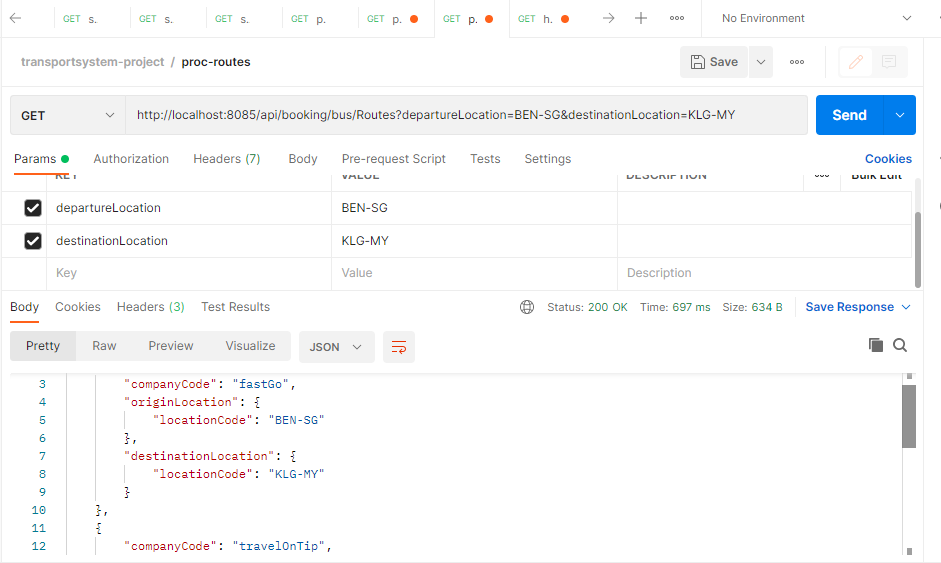 GET s. GET s. GET s. GET p. GET p. GET p. GET h. No Environment
transportsystem-project / proc-routes Save
GET http://localhost:8085/api/booking/bus/Routes?departureLocation=BEN-SG&destinationLocation=KLG-MY Send
Params Authorization Headers (7) Body Pre-request Script Tests Settings Cookies
KEY VALUE DESCRIPTION Bulk Edit
departureLocation BEN-SG
destinationLocation KLG-MY
Key Value Description
Body Cookies Headers (3) Test Results Status: 200 OK Time: 697 ms Size: 634 B Save Response
Pretty Raw Preview Visualize JSON
3 "companyCode": "fastGo",
4 "originLocation": {
5 "locationCode": "BEN-SG"
6 },
7 "destinationLocation": {
8 "locationCode": "KLG-MY"
9 }
10 },
11 {
12 "companyCode": "travelOnTip",